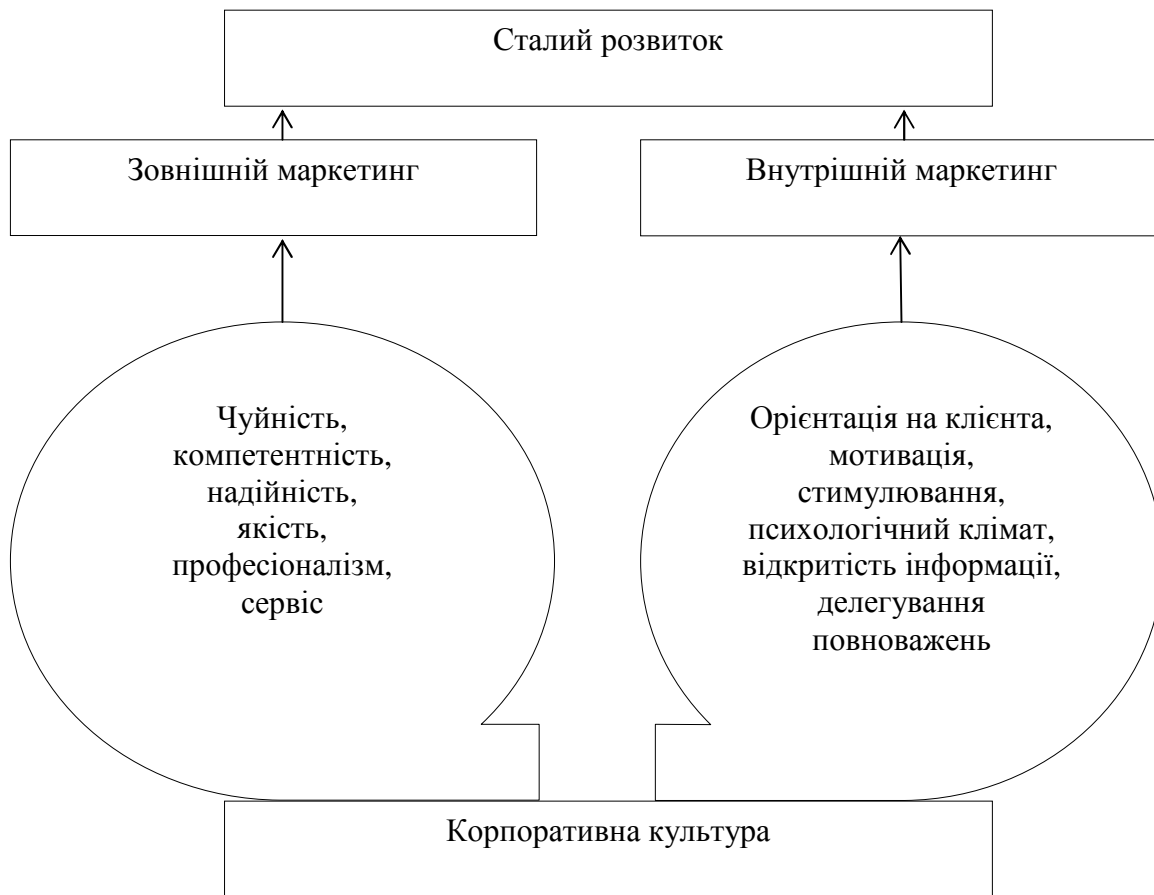 Сталий розвиток
Зовнішній маркетинг
Внутрішній маркетинг
Чуйність,
компетентність,
надійність,
якість,
професіоналізм,
сервіс
Орієнтація на клієнта,
мотивація,
стимулювання,
психологічний клімат,
відкритість інформації,
делегування
повноважень
Корпоративна культура